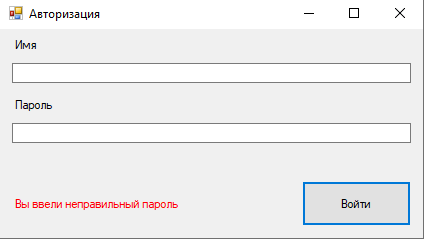 Авторизация
Имя
Пароль
Вы ввели неправильный пароль
Войти